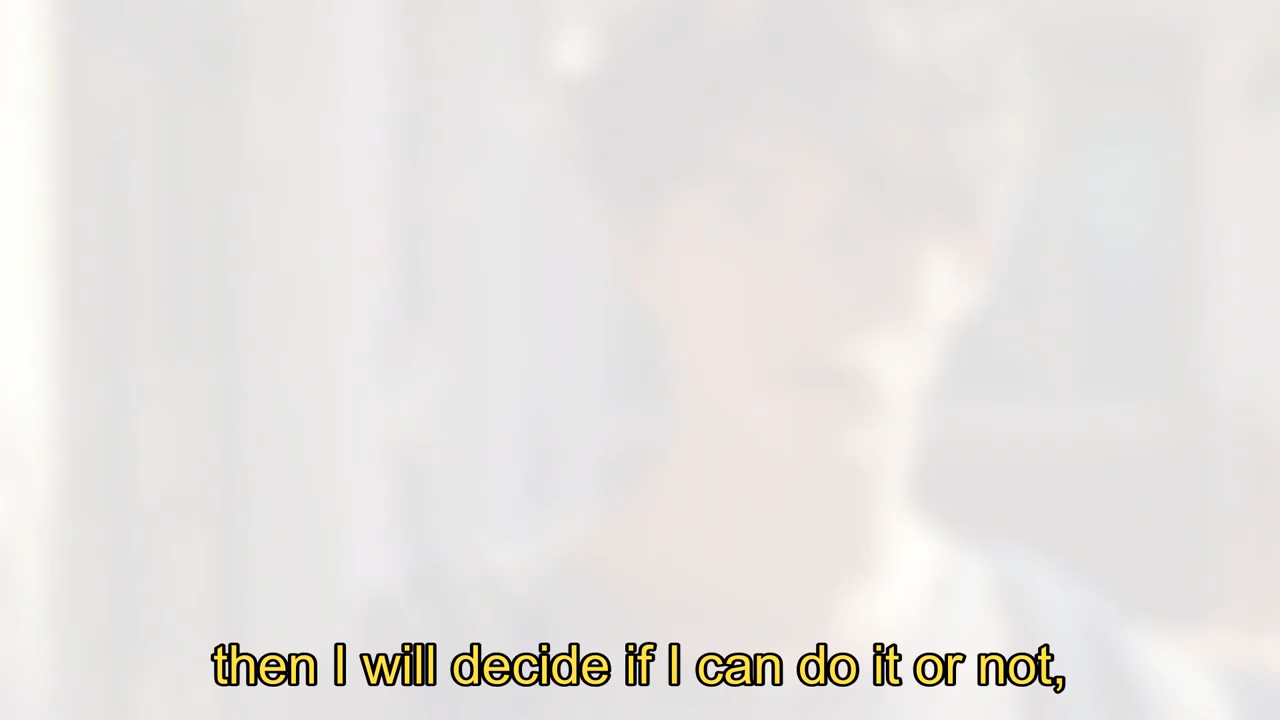 then I will decide if I can do it or not,